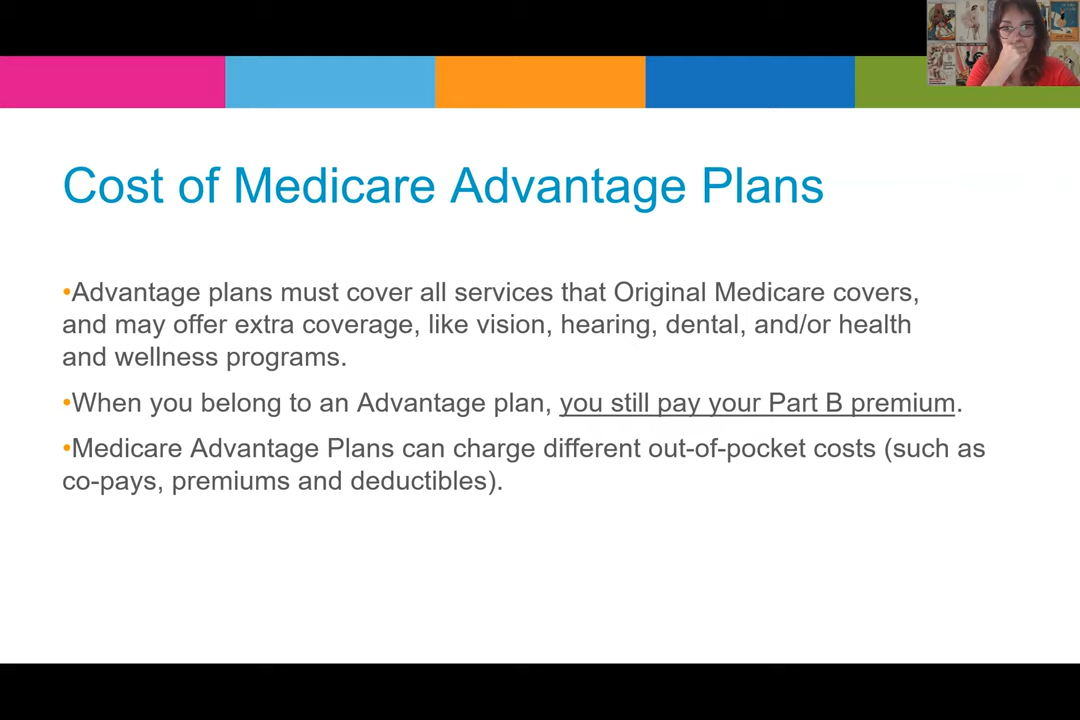 Cost of Medicare Advantage Plans
•Advantage plans must cover all services that Original Medicare covers,
and may offer extra coverage, like vision, hearing, dental, and/or health
and wellness programs.
•When you belong to an Advantage plan, you still pay your Part B premium.
•Medicare Advantage Plans can charge different out-of-pocket costs (such as
co-pays, premiums and deductibles).